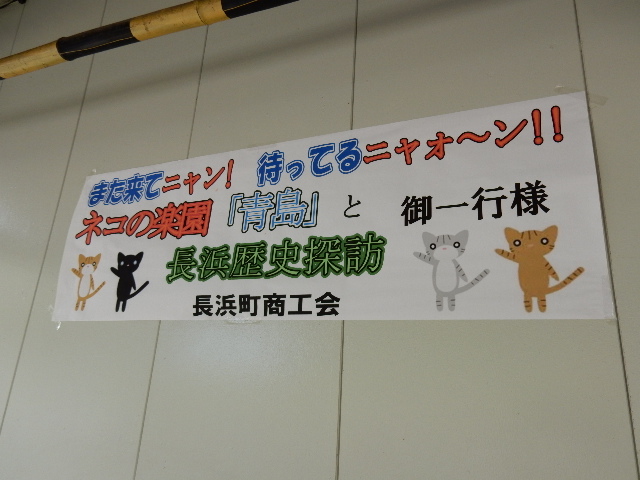 また来てニャン! 待ってるニャオ〜ン!!
ネコの楽園「青島」と 御一行様
長浜歴史探訪
長浜町商工会